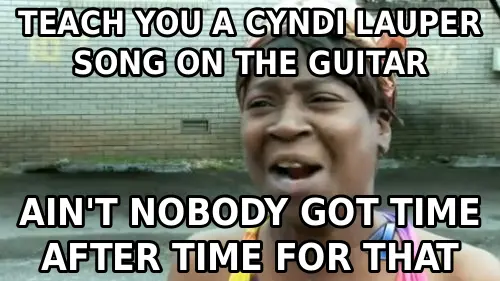 TEACH YOU A CYNDI LAUPER
SONG ON THE GUITAR
AIN'T NOBODY GOT TIME
AFTER TIME FOR THAT